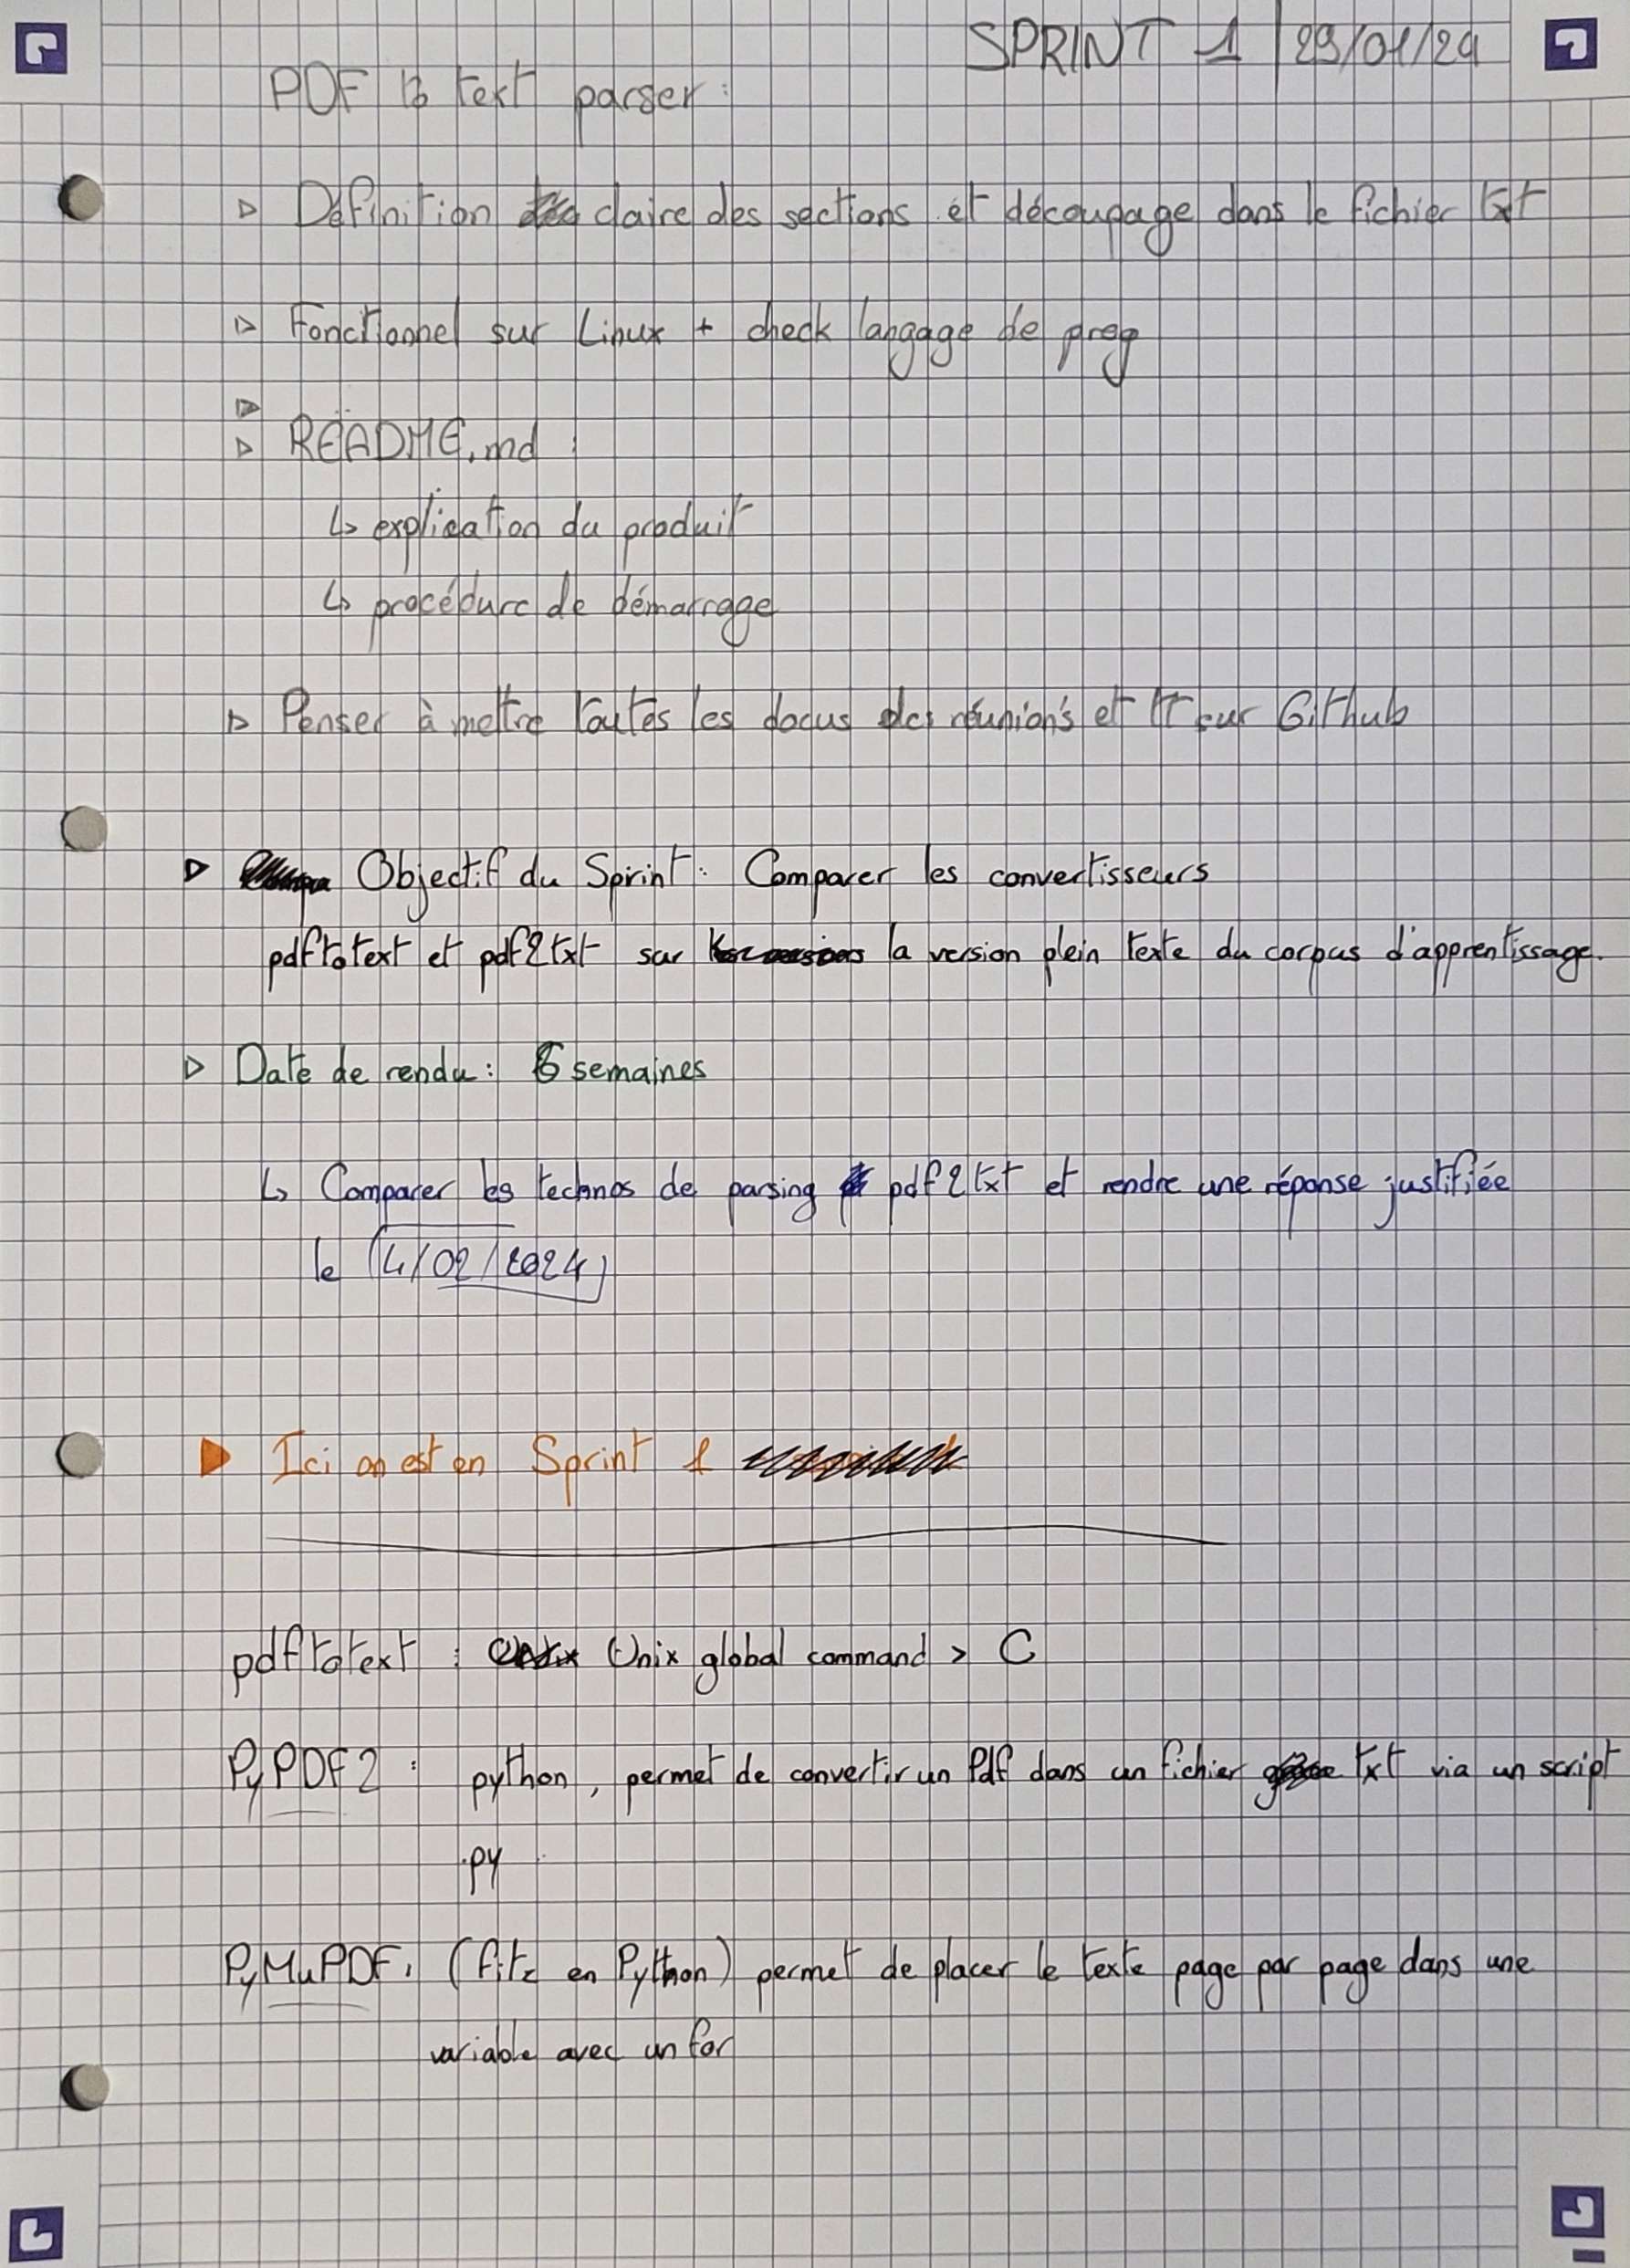 SPRINT 1 | 29/01/24
PDF to text parser :
▷ Définition claire des sections et découpage dans le fichier txt
▷ Fonctionnel sur Linux + check langage de prog
▷
▷ README.md :
↳ explication du produit
↳ procédure de démarrage
▷ Penser à mettre toutes les docus des réunions et sur Github
▷ Objectif du Sprint : Comparer les convertisseurs
pdftotext et pdf2txt sur la version plein texte du corpus d'apprentissage.
▷ Date de rendu : 6 semaines
↳ Comparer les technos de parsing pdf2txt et rendre une réponse justifiée
le 4/02/2024
▶ Ici on est en Sprint 1
pdftotext : Unix global command > C
PyPDF2 : python, permet de convertir un Pdf dans un fichier txt via un script
.py
PyMuPDF, (fitz en Python) permet de placer le texte page par page dans une
variable avec un for